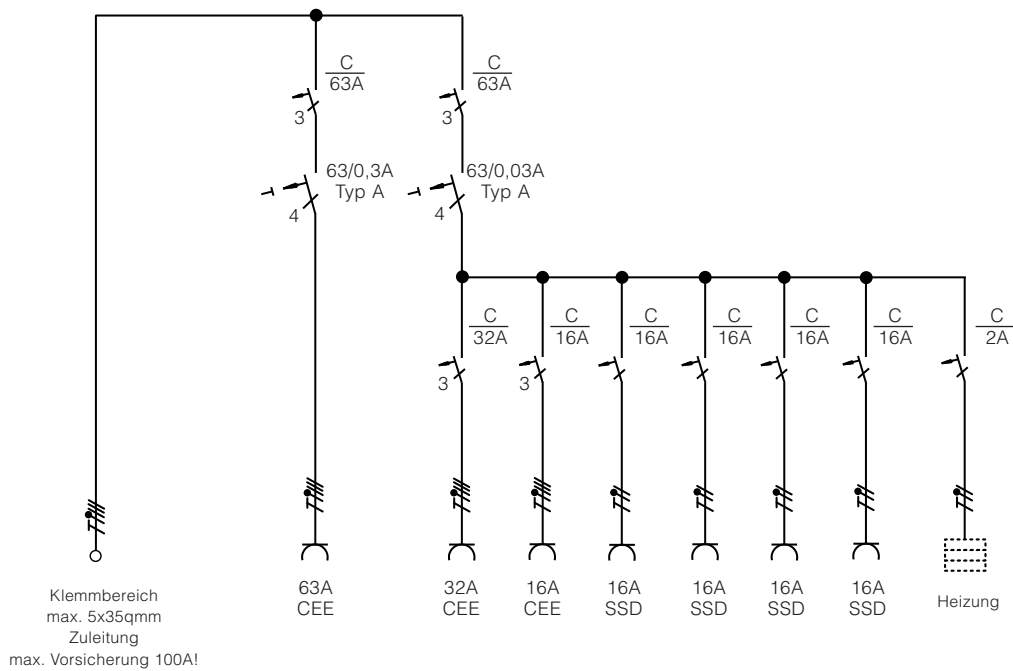 C
63A
C
63A
3
3
63/0,3A
Typ A
63/0,03A
Typ A
4
4
C
32A
C
16A
C
16A
C
16A
C
16A
C
16A
C
2A
3
3
63A
CEE
32A
CEE
16A
CEE
16A
SSD
16A
SSD
16A
SSD
16A
SSD
Heizung
Klemmbereich
max. 5x35qmm
Zuleitung
max. Vorsicherung 100A!